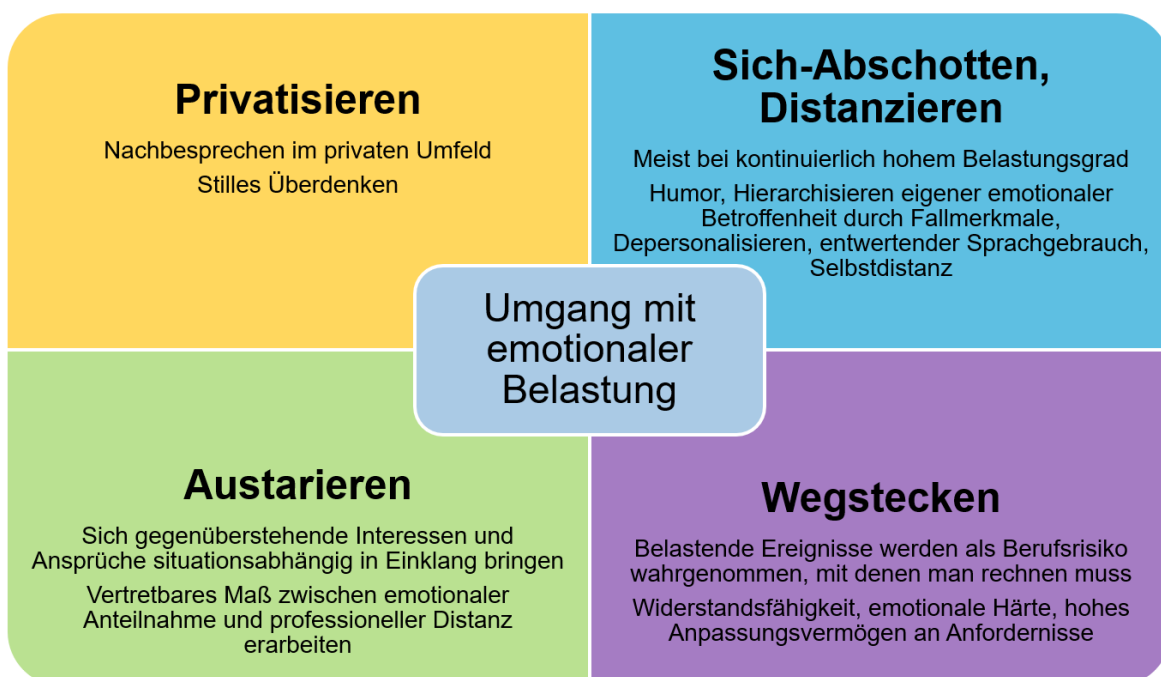 Privatisieren
Nachbesprechen im privaten Umfeld
Stilles Überdenken
Sich-Abschotten,
Distanzieren
Meist bei kontinuierlich hohem Belastungsgrad
Humor, Hierarchisieren eigener emotionaler
Betroffenheit durch Fallmerkmale,
Depersonalisieren, entwertender Sprachgebrauch,
Selbstdistanz
Umgang mit
emotionaler
Belastung
Austarieren
Sich gegenüberstehende Interessen und
Ansprüche situationsabhängig in Einklang bringen
Vertretbares Maß zwischen emotionaler
Anteilnahme und professioneller Distanz
erarbeiten
Wegstecken
Belastende Ereignisse werden als Berufsrisiko
wahrgenommen, mit denen man rechnen muss
Widerstandsfähigkeit, emotionale Härte, hohes
Anpassungsvermögen an Anfordernisse